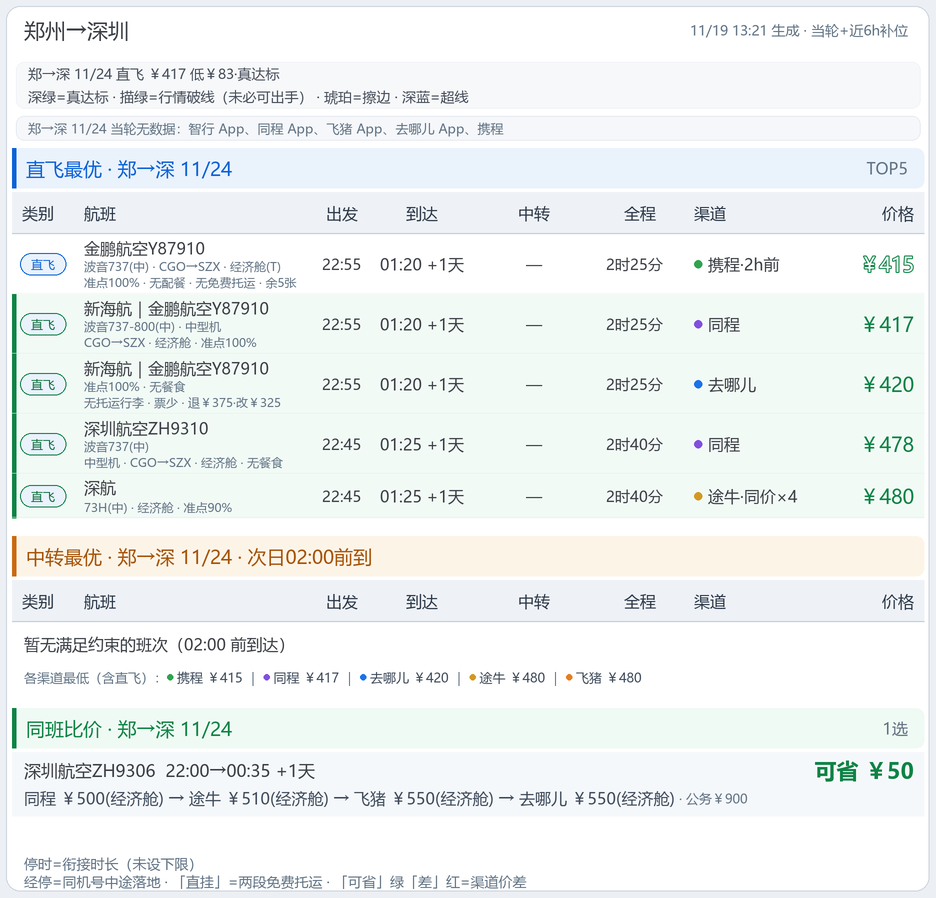 郑州→深圳
11/19 13:21 生成 · 当轮+近6h补位
郑→深 11/24 直飞 ¥417 低¥83·真达标
深绿=真达标 · 描绿=行情破线（未必可出手） · 琥珀=擦边 · 深蓝=超线
郑→深 11/24 当轮无数据：智行 App、同程 App、飞猪 App、去哪儿 App、携程
直飞最优 · 郑→深 11/24 TOP5
类别 航班 出发 到达 中转 全程 渠道 价格
金鹏航空Y87910
直飞 波音737(中) · CGO→SZX · 经济舱(T) 22:55 01:20 +1天 — 2时25分 携程·2h前 ¥415
准点100% · 无配餐 · 无免费托运 · 余5张
新海航｜金鹏航空Y87910
直飞 波音737-800(中) · 中型机 22:55 01:20 +1天 — 2时25分 同程 ¥417
CGO→SZX · 经济舱 · 准点100%
新海航｜金鹏航空Y87910
直飞 准点100% · 无餐食 22:55 01:20 +1天 — 2时25分 去哪儿 ¥420
无托运行李 · 票少 · 退¥375·改¥325
深圳航空ZH9310
直飞 波音737(中) 22:45 01:25 +1天 — 2时40分 同程 ¥478
中型机 · CGO→SZX · 经济舱 · 无餐食
深航
直飞 73H(中) · 经济舱 · 准点90% 22:45 01:25 +1天 — 2时40分 途牛·同价×4 ¥480
中转最优 · 郑→深 11/24 · 次日02:00前到
类别 航班 出发 到达 中转 全程 渠道 价格
暂无满足约束的班次（02:00 前到达）
各渠道最低（含直飞）： 携程 ¥415 | 同程 ¥417 | 去哪儿 ¥420 | 途牛 ¥480 | 飞猪 ¥480
同班比价 · 郑→深 11/24 1选
深圳航空ZH9306 22:00→00:35 +1天 可省 ¥50
同程 ¥500(经济舱) → 途牛 ¥510(经济舱) → 飞猪 ¥550(经济舱) → 去哪儿 ¥550(经济舱) · 公务¥900
停时=衔接时长（未设下限）
经停=同机号中途落地 · 「直挂」=两段免费托运 · 「可省」绿「差」红=渠道价差